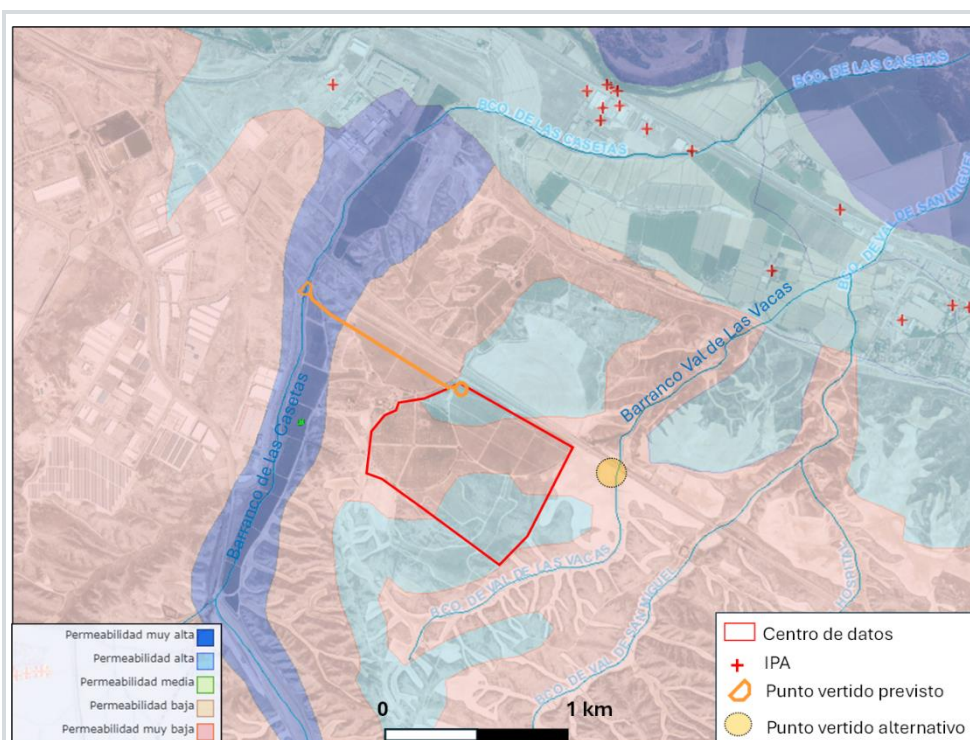 BCO. DE LAS CASETAS
BCO. DE LAS CASETAS
BCO. DE VAL DE SAN MIGUEL
Barranco Val de Las Vacas
Barranco de las Casetas
BCO. DE VAL DE LAS VACAS
BCO. DE VAL DE SAN MIGUEL
HOSBLITAR
Permeabilidad muy alta
Permeabilidad alta
Permeabilidad media
Permeabilidad baja
Permeabilidad muy baja
0 1 km
Centro de datos
IPA
Punto vertido previsto
Punto vertido alternativo